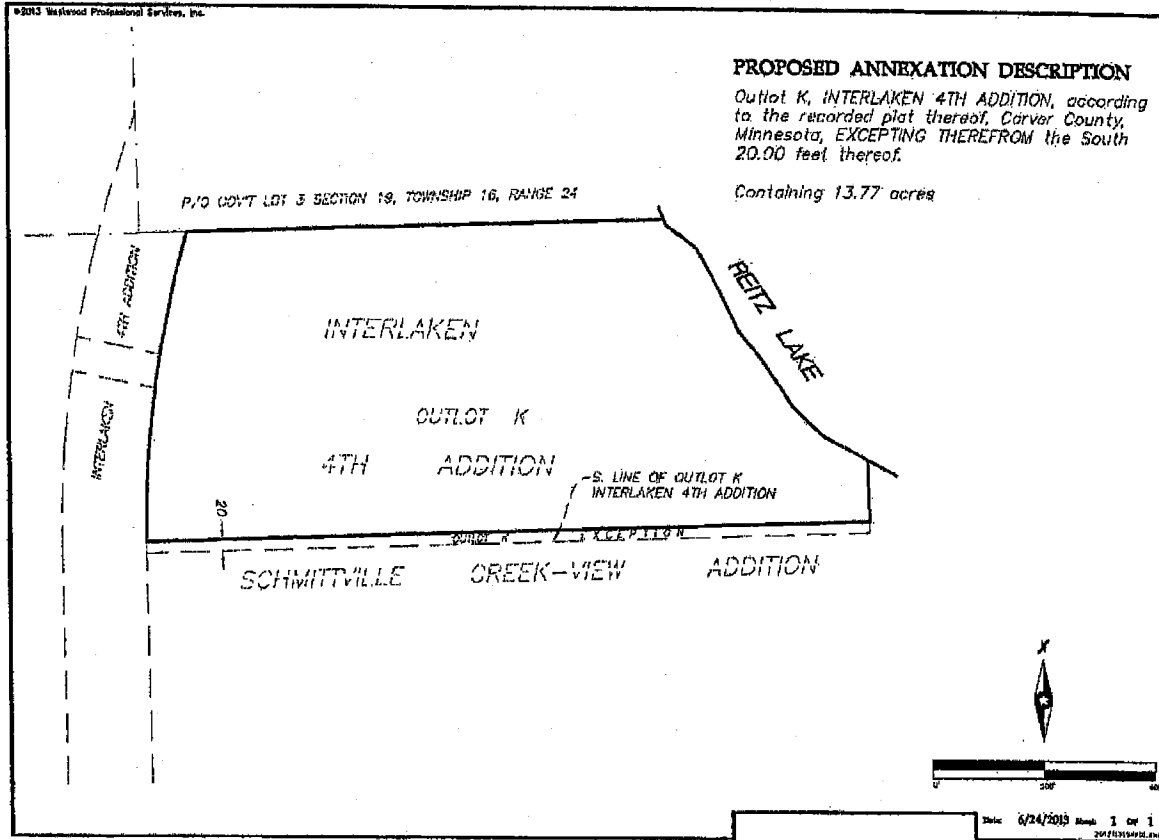 ©2013 Westwood Professional Services, Inc.
PROPOSED ANNEXATION DESCRIPTION
Outlot K, INTERLAKEN 4TH ADDITION, according
to the recorded plat thereof, Carver County,
Minnesota, EXCEPTING THEREFROM the South
20.00 feet thereof.
Containing 13.77 acres
P/O GOV'T LOT 3 SECTION 19, TOWNSHIP 16, RANGE 24
4TH ADDITION
INTERLAKEN
REITZ LAKE
INTERLAKEN
OUTLOT K
4TH ADDITION
S. LINE OF OUTLOT K
INTERLAKEN 4TH ADDITION
20
OUTLOT K EXCEPTION
SCHMITTVILLE CREEK-VIEW ADDITION
0'
Date: 6/24/2013 Sheet: 1 OF 1